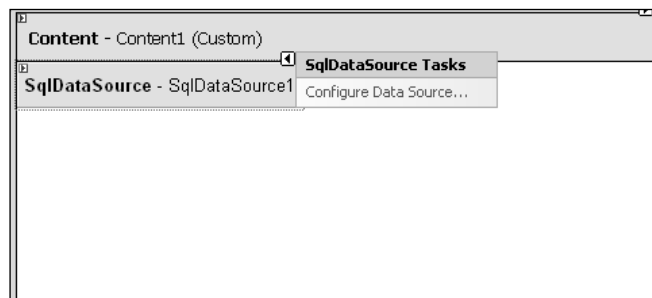 Content - Content1 (Custom)
SqlDataSource Tasks
SqlDataSource - SqlDataSource1
Configure Data Source...